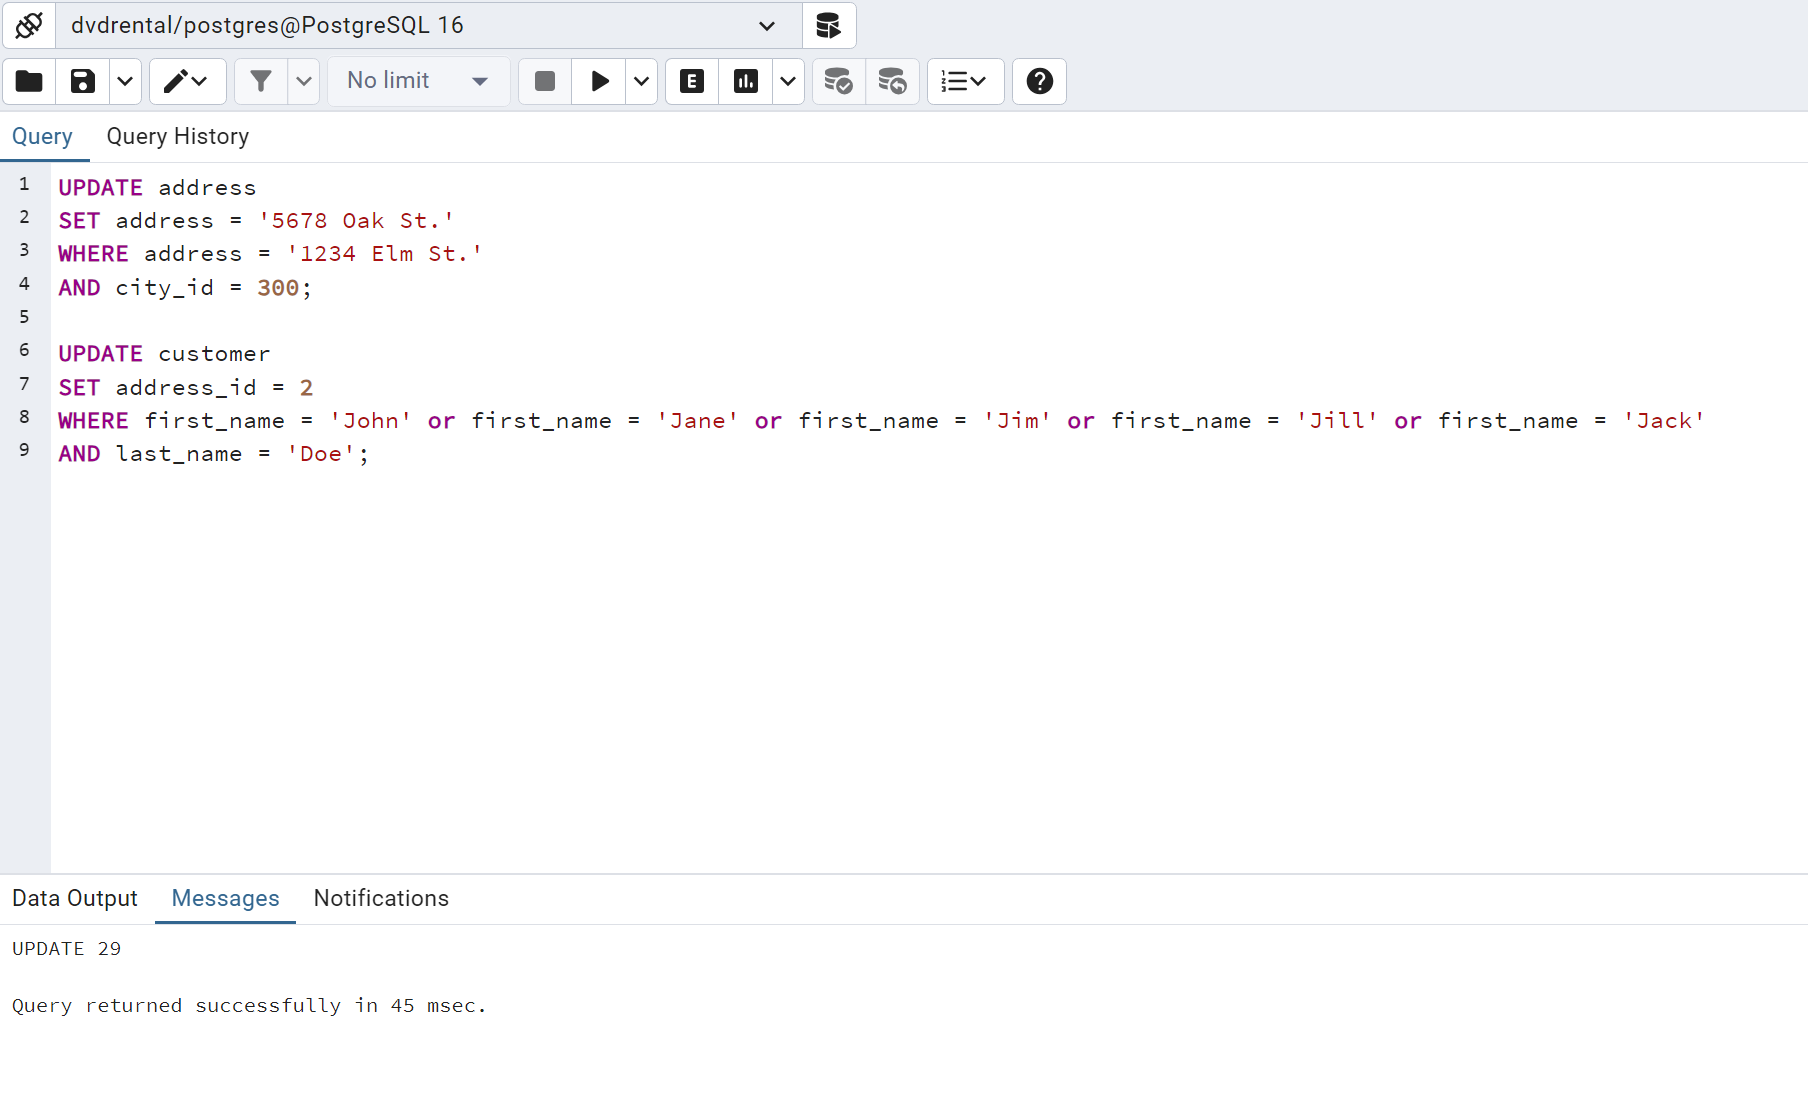 dvdrental/postgres@PostgreSQL 16
No limit
E
?
Query Query History
1 UPDATE address
2 SET address = '5678 Oak St.'
3 WHERE address = '1234 Elm St.'
4 AND city_id = 300;
5
6 UPDATE customer
7 SET address_id = 2
8 WHERE first_name = 'John' or first_name = 'Jane' or first_name = 'Jim' or first_name = 'Jill' or first_name = 'Jack'
9 AND last_name = 'Doe';
Data Output Messages Notifications
UPDATE 29
Query returned successfully in 45 msec.